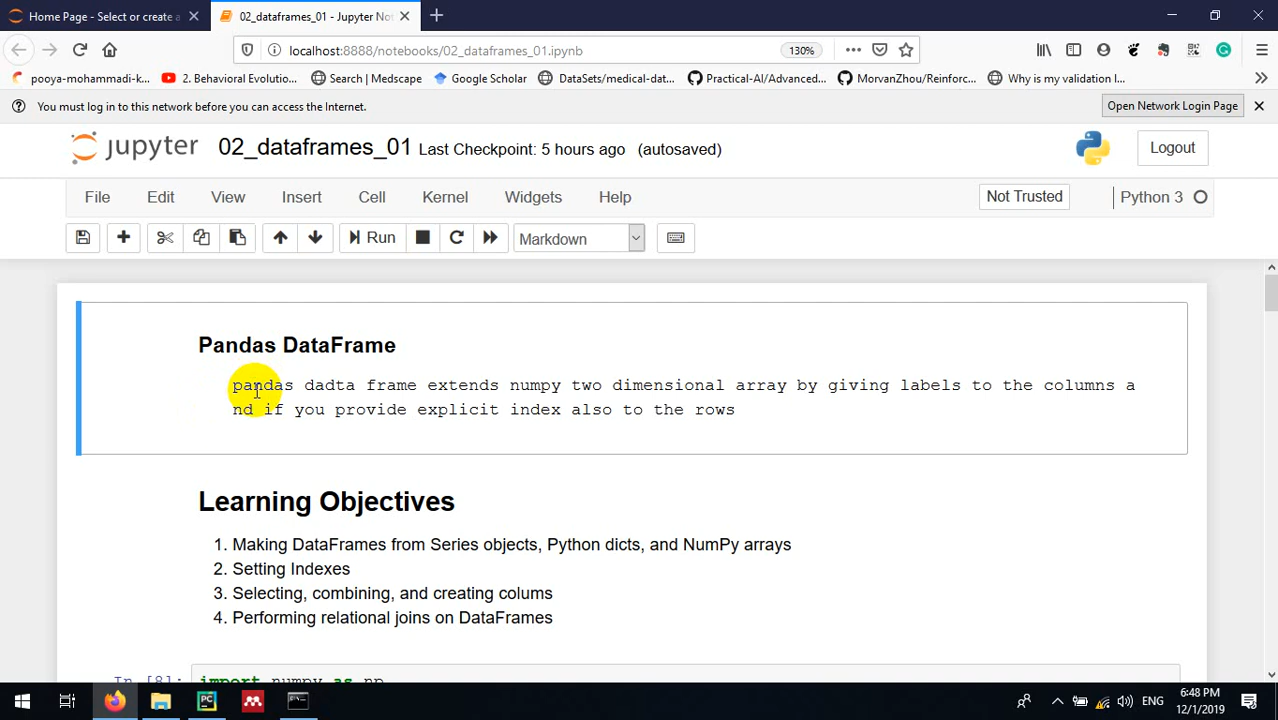 Home Page - Select or create a
02_dataframes_01 - Jupyter Not
localhost:8888/notebooks/02_dataframes_01.ipynb
130%
pooya-mohammadi-k...
2. Behavioral Evolutio...
Search | Medscape
Google Scholar
DataSets/medical-dat...
Practical-AI/Advanced...
MorvanZhou/Reinforc...
Why is my validation l...
You must log in to this network before you can access the Internet.
Open Network Login Page
jupyter 02_dataframes_01 Last Checkpoint: 5 hours ago (autosaved)
Logout
File Edit View Insert Cell Kernel Widgets Help
Not Trusted
Python 3
Run
Markdown
Pandas DataFrame
pandas dadta frame extends numpy two dimensional array by giving labels to the columns a
nd if you provide explicit index also to the rows
Learning Objectives
1. Making DataFrames from Series objects, Python dicts, and NumPy arrays
2. Setting Indexes
3. Selecting, combining, and creating colums
4. Performing relational joins on DataFrames
In [8]: import numpy as np
ENG
6:48 PM
12/1/2019